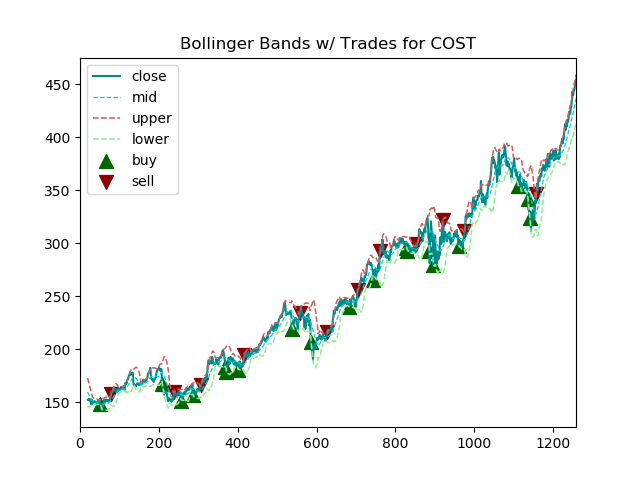 Bollinger Bands w/ Trades for COST
close
mid
upper
lower
buy
sell
450
400
350
300
250
200
150
0 200 400 600 800 1000 1200